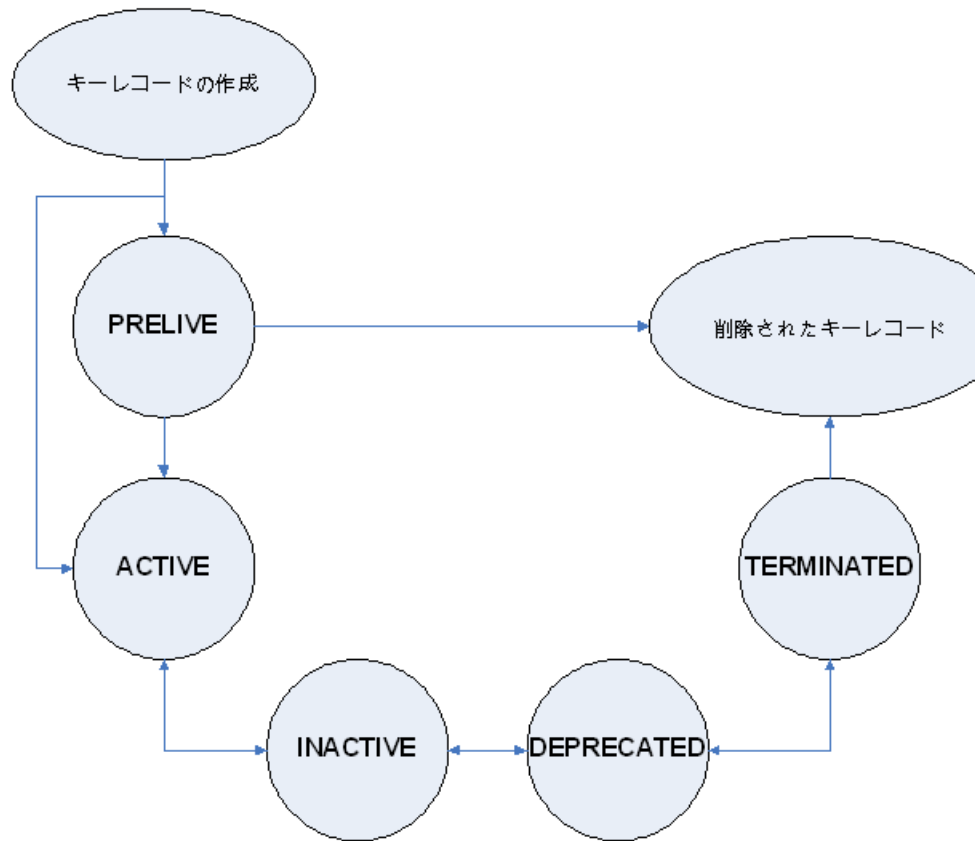 キーレコードの作成
PRELIVE
削除されたキーレコード
ACTIVE
TERMINATED
INACTIVE
DEPRECATED